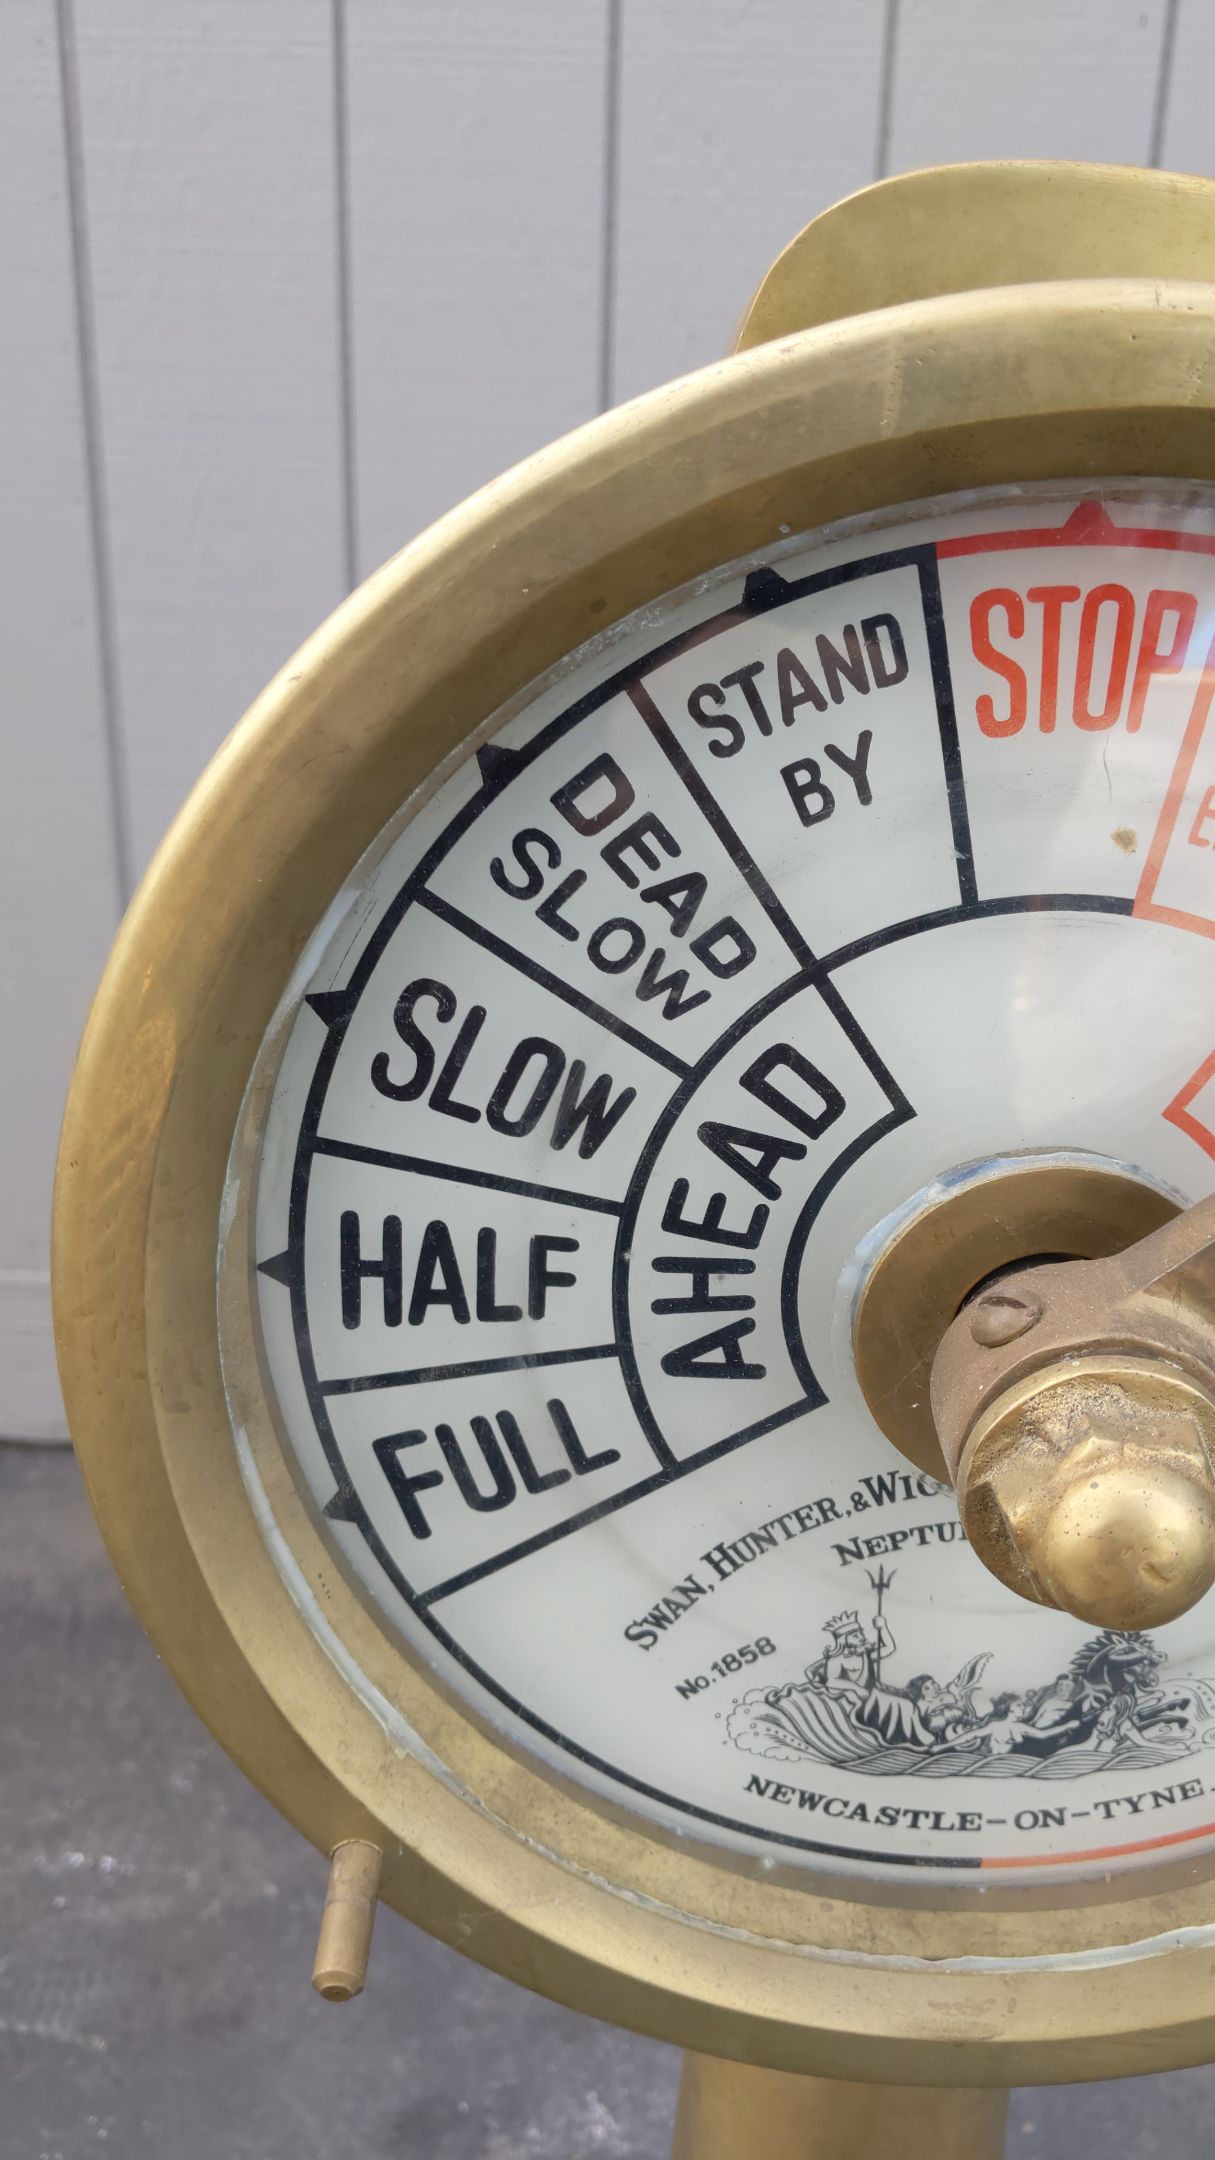 STOP
STAND
BY
DEAD
SLOW
SLOW
HALF
FULL
AHEAD
SWAN, HUNTER, &
No. 1858
NEWCASTLE-ON-TYNE.